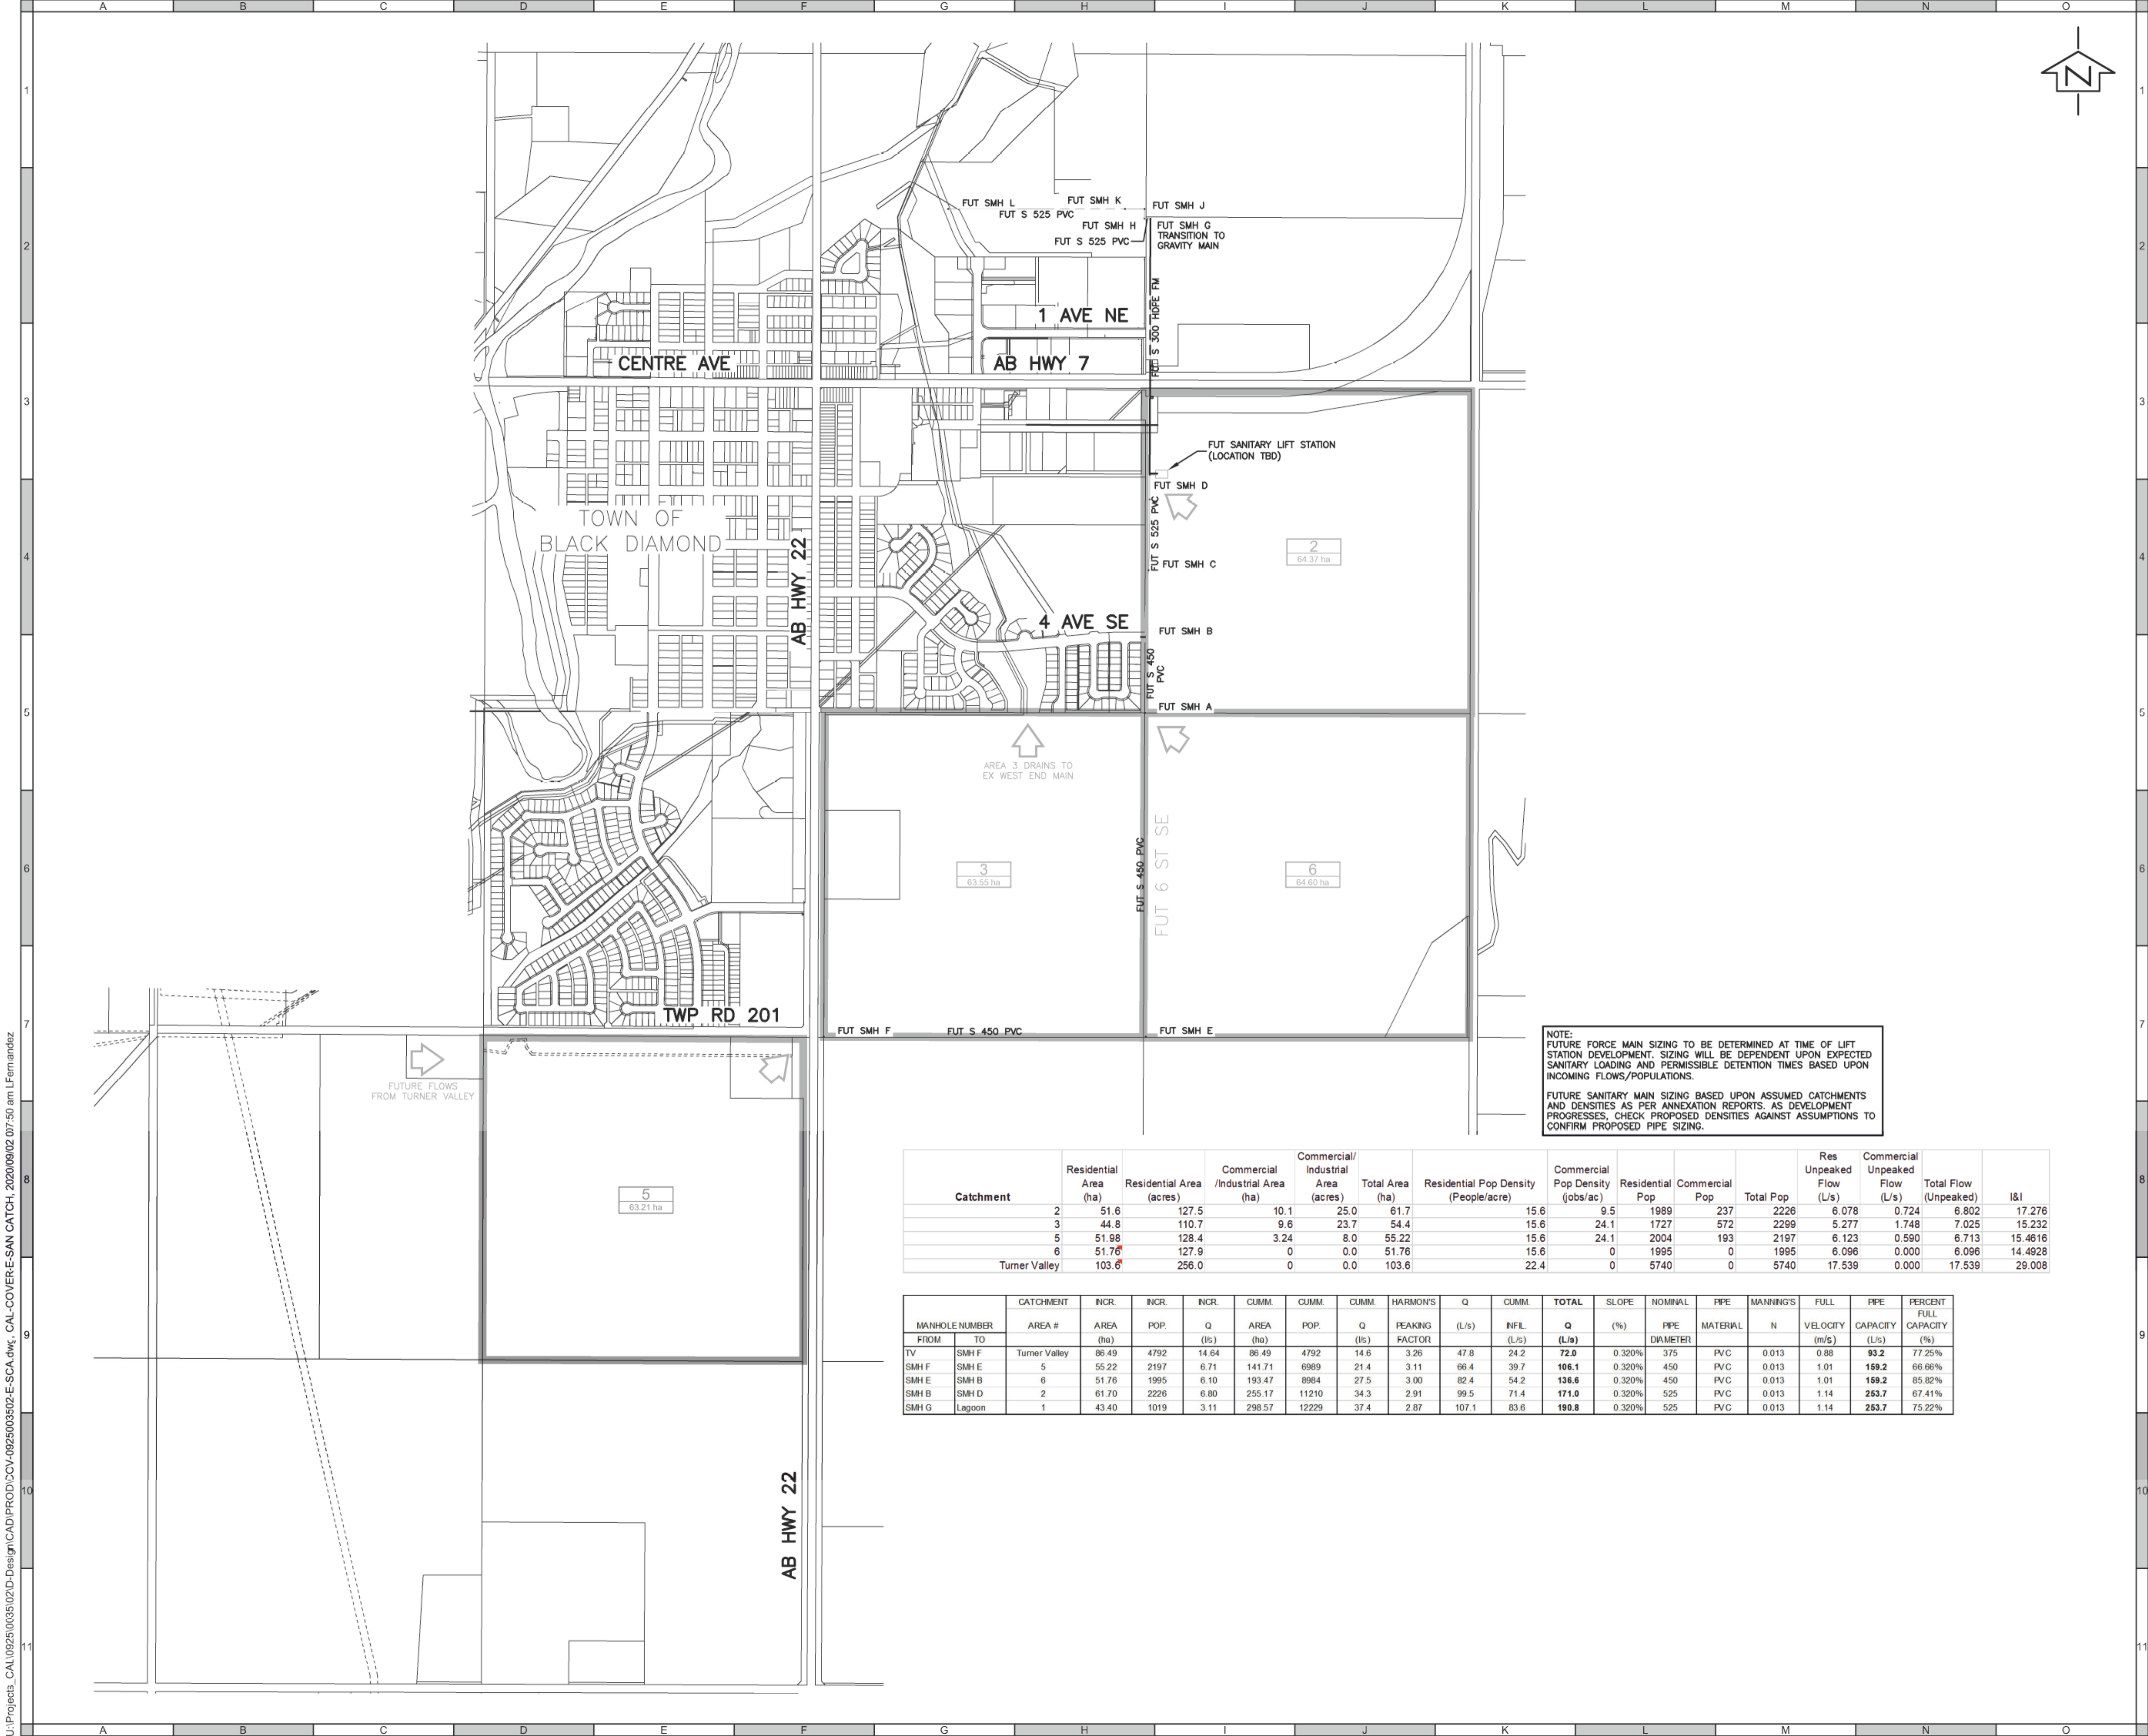 A B C D E F G H I J K L M N O
1 2 3 4 5 6 7 8 9 10 11
N
FUT SMH L
FUT SMH K
FUT SMH J
FUT S 525 PVC
FUT SMH H
FUT SMH G
TRANSITION TO
GRAVITY MAIN
FUT S 525 PVC
FUT S 300 HDPE FM
1 AVE NE
CENTRE AVE
AB HWY 7
FUT SANITARY LIFT STATION
(LOCATION TBD)
FUT SMH D
FUT S 525 PVC
TOWN OF
BLACK DIAMOND
AB HWY 22
2
64.37 ha
FUT SMH C
4 AVE SE
FUT SMH B
FUT S 450
PVC
FUT SMH A
AREA 3 DRAINS TO
EX WEST END MAIN
FUT S 450 PVC
FUT 6 ST SE
3
63.55 ha
6
64.60 ha
TWP RD 201
FUT SMH F
FUT S 450 PVC
FUT SMH E
FUTURE FLOWS
FROM TURNER VALLEY
5
63.21 ha
AB HWY 22
NOTE:
FUTURE FORCE MAIN SIZING TO BE DETERMINED AT TIME OF LIFT
STATION DEVELOPMENT. SIZING WILL BE DEPENDENT UPON EXPECTED
SANITARY LOADING AND PERMISSIBLE DETENTION TIMES BASED UPON
INCOMING FLOWS/POPULATIONS.
FUTURE SANITARY MAIN SIZING BASED UPON ASSUMED CATCHMENTS
AND DENSITIES AS PER ANNEXATION REPORTS. AS DEVELOPMENT
PROGRESSES, CHECK PROPOSED DENSITIES AGAINST ASSUMPTIONS TO
CONFIRM PROPOSED PIPE SIZING.
Catchment | Residential Area (ha) | Residential Area (acres) | Commercial /Industrial Area (ha) | Commercial/ Industrial Area (acres) | Total Area (ha) | Residential Pop Density (People/acre) | Commercial Pop Density (jobs/ac) | Residential Pop | Commercial Pop | Total Pop | Res Unpeaked Flow (L/s) | Commercial Unpeaked Flow (L/s) | Total Flow (Unpeaked) | I&I
2 51.6 127.5 10.1 25.0 61.7 15.6 9.5 1989 237 2226 6.078 0.724 6.802 17.276
3 44.8 110.7 9.6 23.7 54.4 15.6 24.1 1727 572 2299 5.277 1.748 7.025 15.232
5 51.98 128.4 3.24 8.0 55.22 15.6 24.1 2004 193 2197 6.123 0.590 6.713 15.4616
6 51.76 127.9 0 0.0 51.76 15.6 0 1995 0 1995 6.096 0.000 6.096 14.4928
Turner Valley 103.6 256.0 0 0.0 103.6 22.4 0 5740 0 5740 17.539 0.000 17.539 29.008
MANHOLE NUMBER FROM TO | CATCHMENT AREA # | INCR. AREA (ha) | INCR. POP. | INCR. Q (l/s) | CUMM. AREA (ha) | CUMM. POP. | CUMM. Q (l/s) | HARMON'S PEAKING FACTOR | Q (L/s) | CUMM. INFIL. (L/s) | TOTAL Q (L/s) | SLOPE (%) | NOMINAL PIPE DIAMETER | PIPE MATERIAL | MANNING'S N | FULL VELOCITY (m/s) | PIPE CAPACITY (L/s) | PERCENT FULL CAPACITY (%)
TV SMH F Turner Valley 86.49 4792 14.64 86.49 4792 14.6 3.26 47.8 24.2 72.0 0.320% 375 PVC 0.013 0.88 93.2 77.25%
SMH F SMH E 5 55.22 2197 6.71 141.71 6989 21.4 3.11 66.4 39.7 106.1 0.320% 450 PVC 0.013 1.01 159.2 66.66%
SMH E SMH B 6 51.76 1995 6.10 193.47 8984 27.5 3.00 82.4 54.2 136.6 0.320% 450 PVC 0.013 1.01 159.2 85.82%
SMH B SMH D 2 61.70 2226 6.80 255.17 11210 34.3 2.91 99.5 71.4 171.0 0.320% 525 PVC 0.013 1.14 253.7 67.41%
SMH G Lagoon 1 43.40 1019 3.11 298.57 12229 37.4 2.87 107.1 83.6 190.8 0.320% 525 PVC 0.013 1.14 253.7 75.22%
A B C D E F G H I J K L M N O